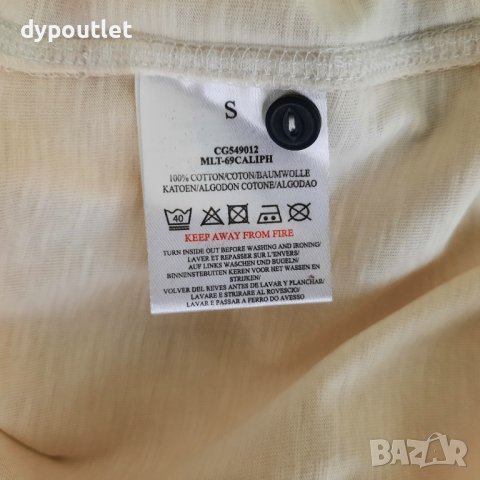 dypoutlet
S
CG549012
MLT-69CALIPH
100% COTTON/COTON/BAUMWOLLE
KATOEN/ALGODON COTONE/ALGODAO
40
KEEP AWAY FROM FIRE
TURN INSIDE OUT BEFORE WASHING AND IRONING/
LAVER ET REPASSER SUR L'ENVERS/
AUF LINKS WASCHEN UND BUGELN/
BINNENSTEBUITEN KEREN VOOR HET WASSEN EN
STRIJKEN/
VOLVER DEL REVES ANTES DE LAVAR Y PLANCHAR/
LAVARE E STIRARE AL ROVESCIO/
LAVAR E PASSAR A FERRO DO AVESSO
BAZAR